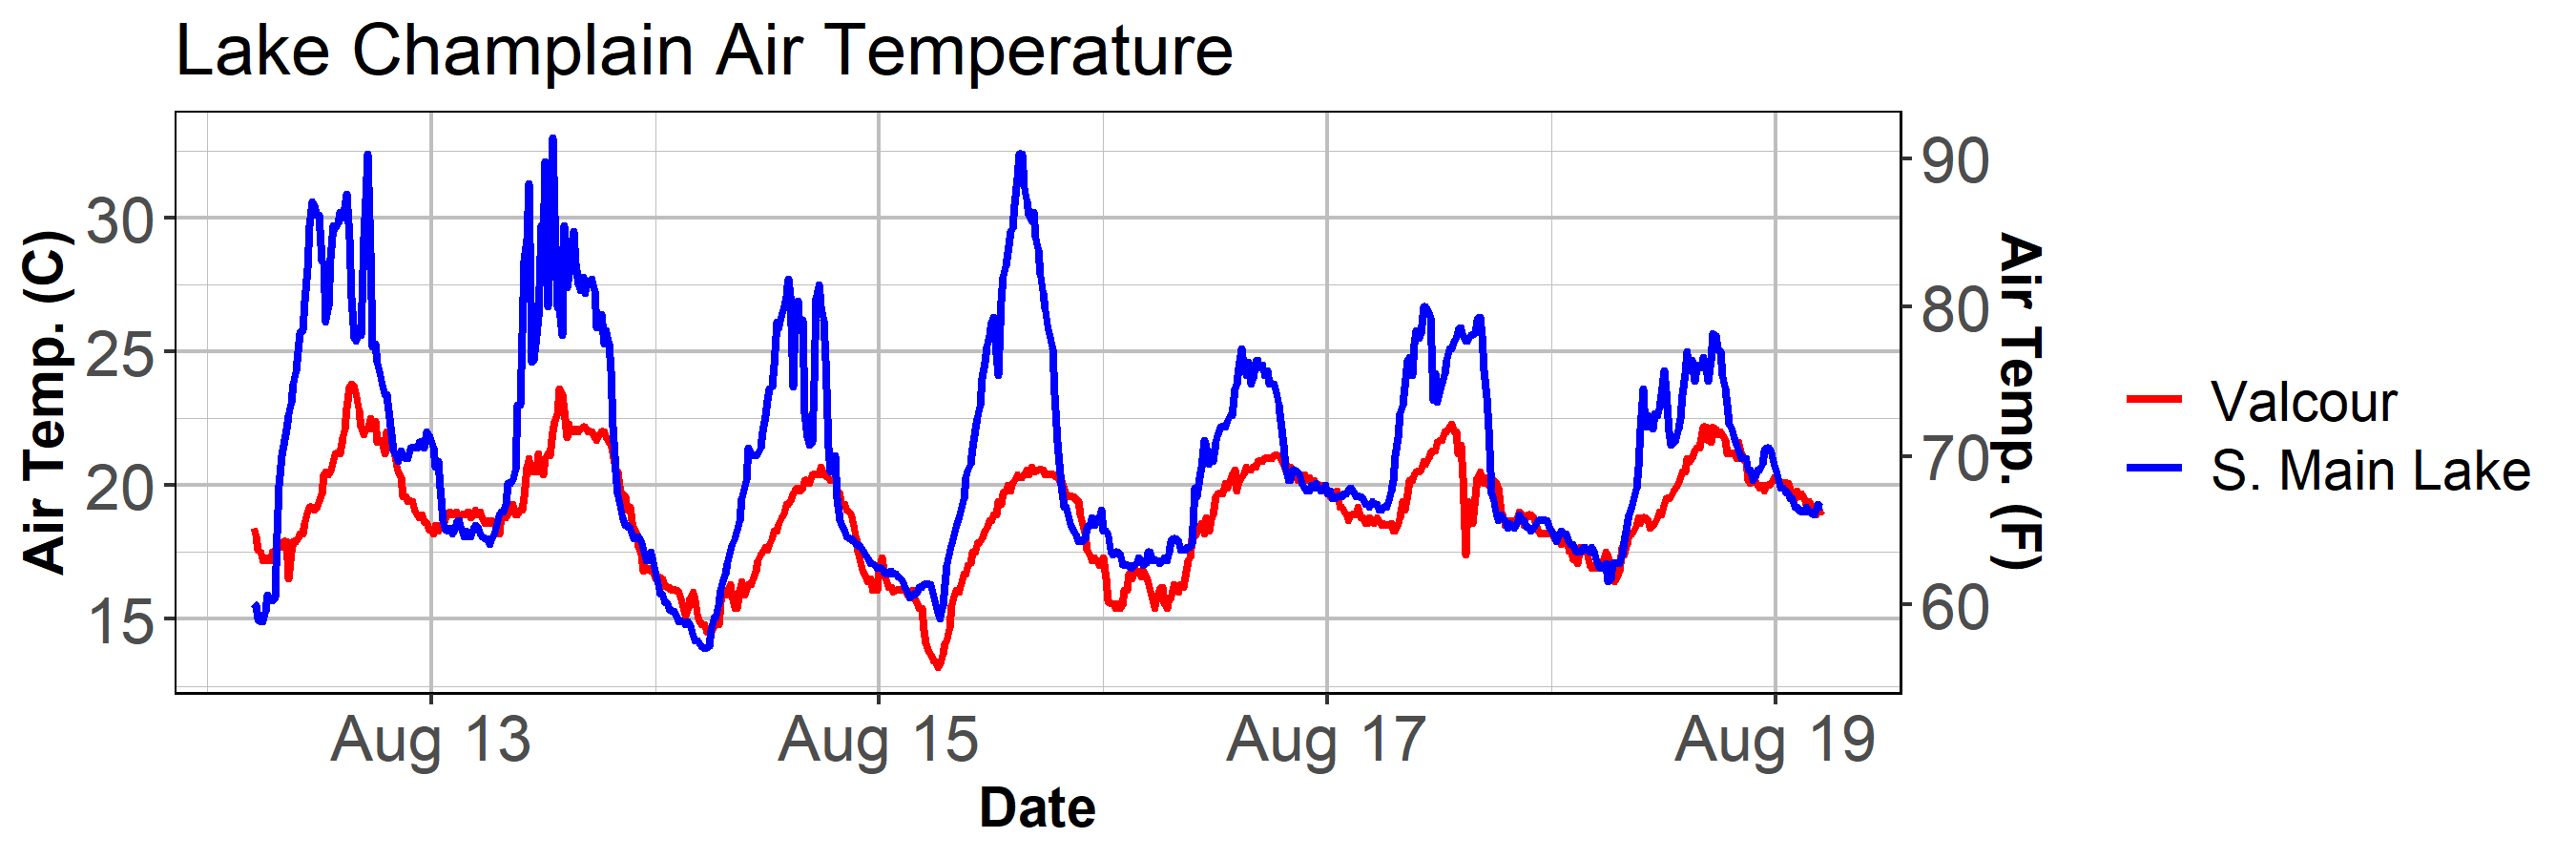 Lake Champlain Air Temperature
Air Temp. (C)
30
25
20
15
90
80
70
60
Air Temp. (F)
Aug 13
Aug 15
Aug 17
Aug 19
Date
Valcour
S. Main Lake